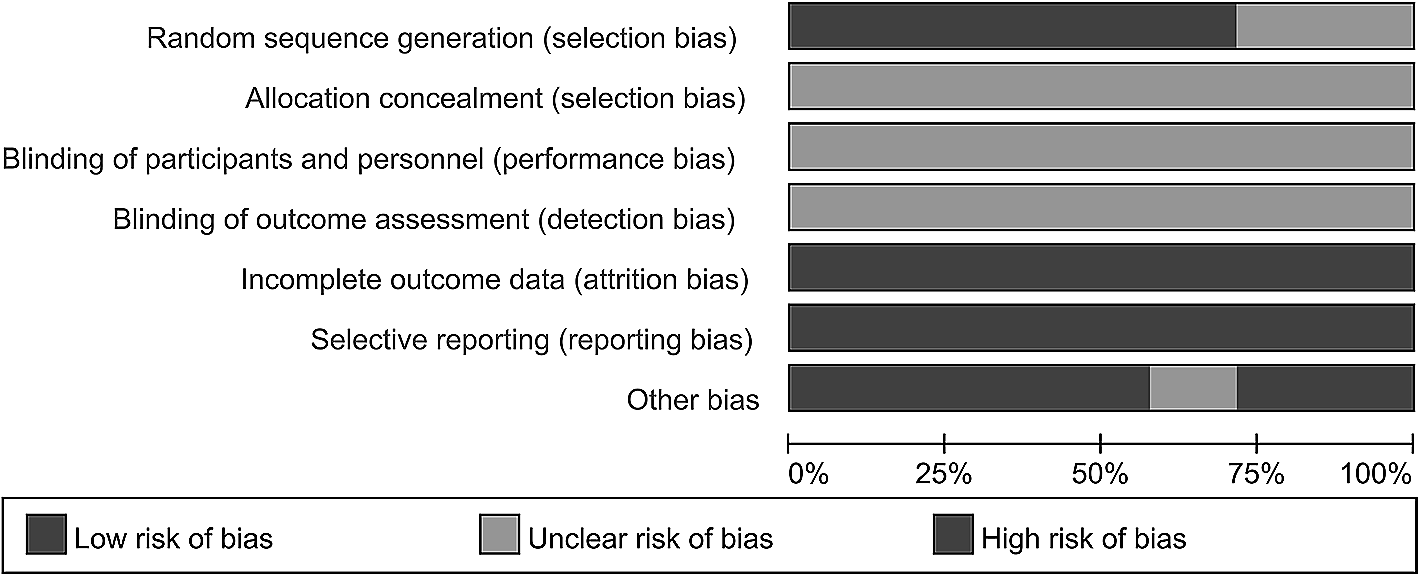 Random sequence generation (selection bias)
Allocation concealment (selection bias)
Blinding of participants and personnel (performance bias)
Blinding of outcome assessment (detection bias)
Incomplete outcome data (attrition bias)
Selective reporting (reporting bias)
Other bias
0% 25% 50% 75% 100%
Low risk of bias Unclear risk of bias High risk of bias